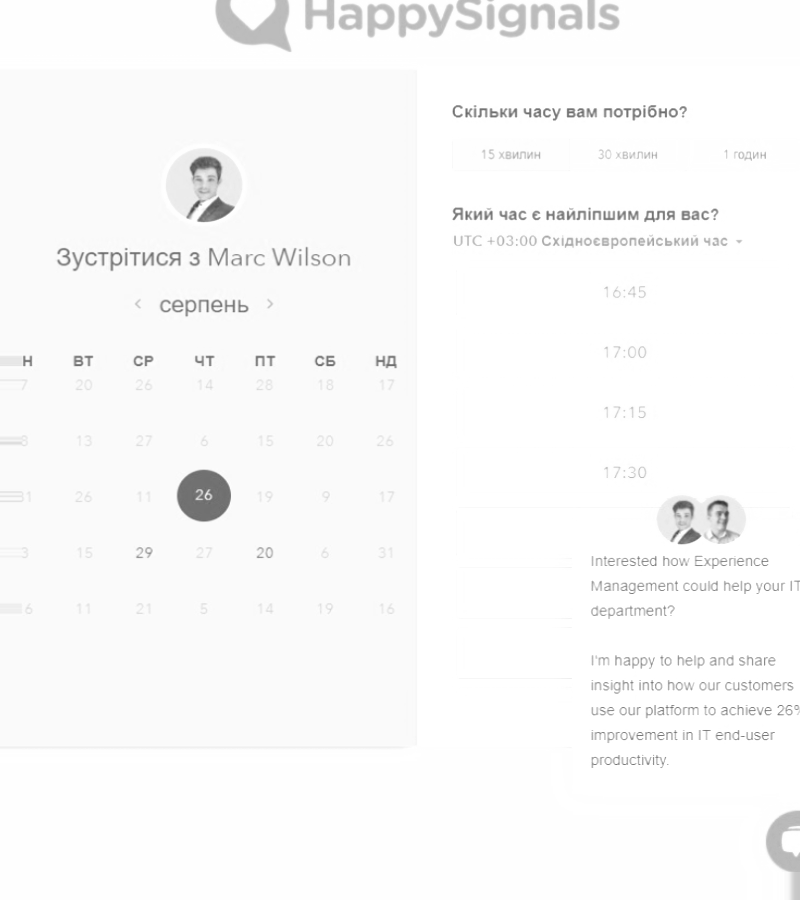 HappySignals
Зустрітися з Marc Wilson
серпень
Н ВТ СР ЧТ ПТ СБ НД
7 20 26 14 28 18 17
8 13 27 6 15 20 26
31 26 11 26 19 9 17
3 15 29 27 20 6 31
6 11 21 5 14 19 16
Скільки часу вам потрібно?
15 хвилин 30 хвилин 1 годин
Який час є найліпшим для вас?
UTC +03:00 Східноєвропейський час
16:45
17:00
17:15
17:30
Interested how Experience
Management could help your IT
department?
I'm happy to help and share
insight into how our customers
use our platform to achieve 26%
improvement in IT end-user
productivity.